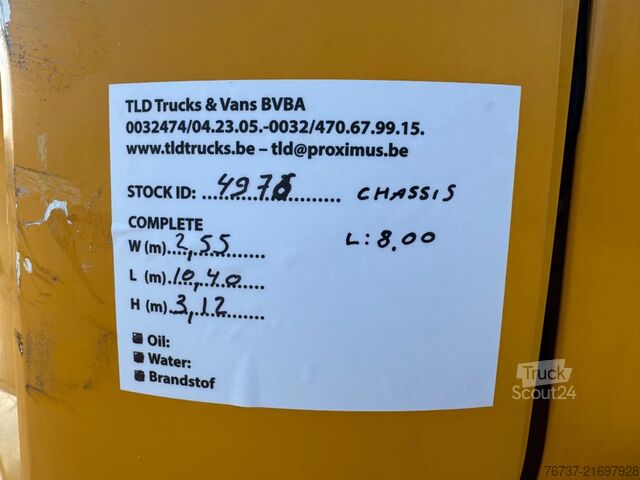 TLD Trucks & Vans BVBA
0032474/04.23.05.-0032/470.67.99.15.
www.tldtrucks.be – tld@proximus.be
STOCK ID: 4976 CHASSIS
COMPLETE
W (m) 2,55 L: 8.00
L (m) 10,40
H (m) 3,12
Oil:
Water:
Brandstof
Truck
Scout24
76737-21697928